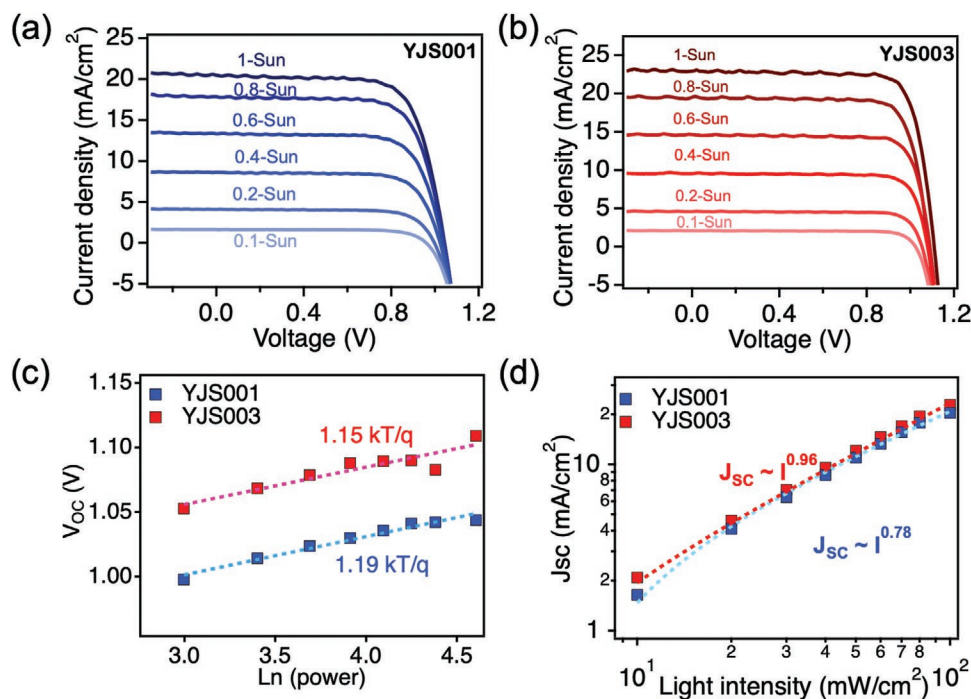 (a)
Current density (mA/cm²)
25
20
15
10
5
0
-5
YJS001
1-Sun
0.8-Sun
0.6-Sun
0.4-Sun
0.2-Sun
0.1-Sun
0.0 0.4 0.8 1.2
Voltage (V)
(b)
Current density (mA/cm²)
25
20
15
10
5
0
-5
YJS003
1-Sun
0.8-Sun
0.6-Sun
0.4-Sun
0.2-Sun
0.1-Sun
0.0 0.4 0.8 1.2
Voltage (V)
(c)
V_OC (V)
1.15
1.10
1.05
1.00
YJS001
YJS003
1.15 kT/q
1.19 kT/q
3.0 3.5 4.0 4.5
Ln (power)
(d)
Jsc (mA/cm²)
2
10
8
6
4
2
1
YJS001
YJS003
J_SC ~ I^0.96
J_SC ~ I^0.78
10¹ 2 3 4 5 6 7 8 10²
Light intensity (mW/cm²)